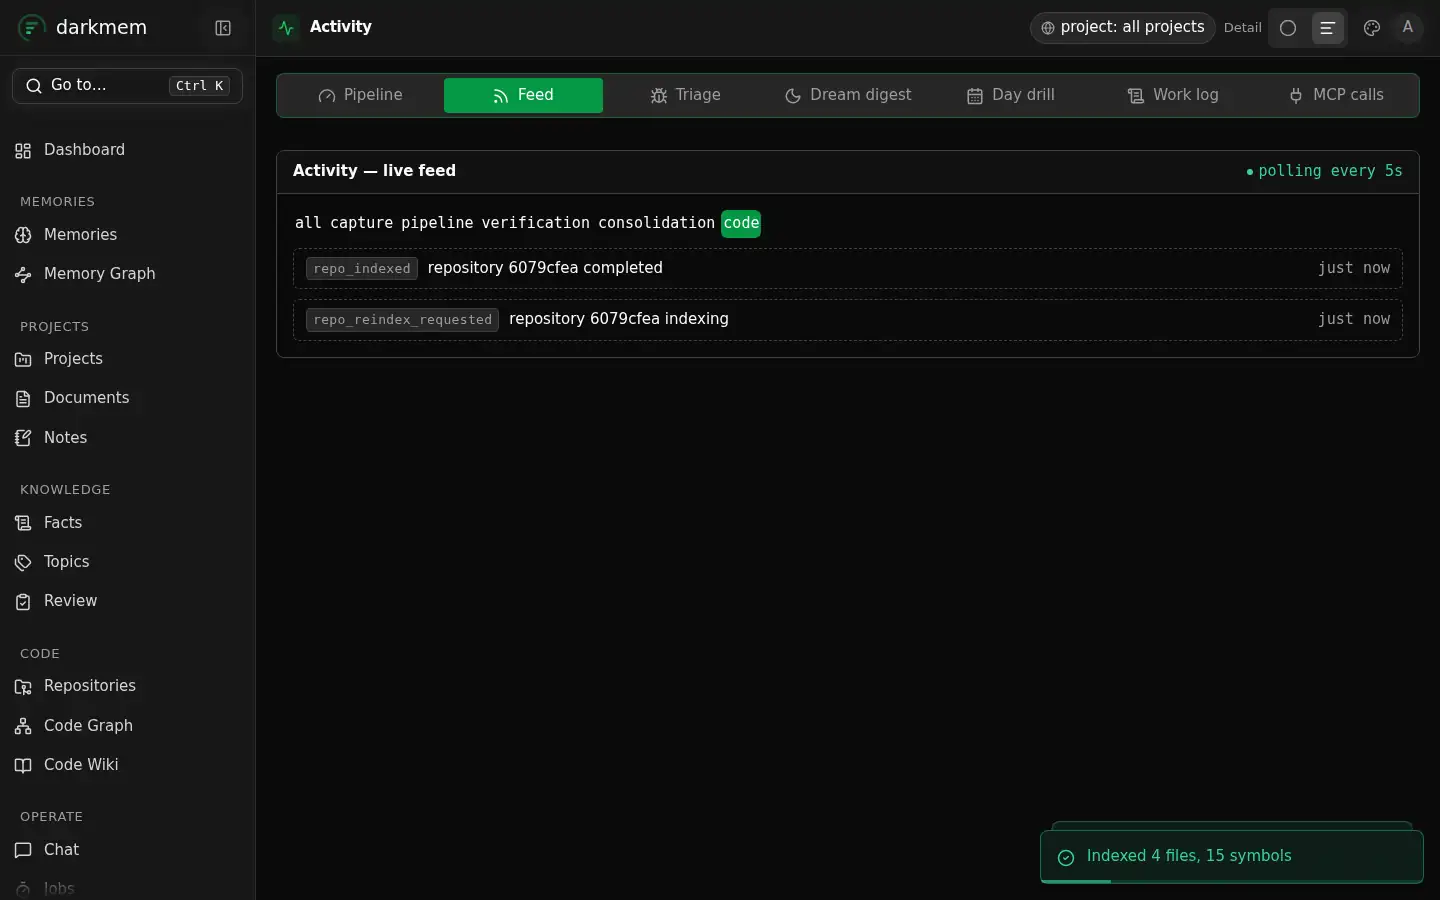 darkmem
Go to...
Ctrl K
Dashboard
MEMORIES
Memories
Memory Graph
PROJECTS
Projects
Documents
Notes
KNOWLEDGE
Facts
Topics
Review
CODE
Repositories
Code Graph
Code Wiki
OPERATE
Chat
Jobs
Activity
project: all projects
Detail
A
Pipeline
Feed
Triage
Dream digest
Day drill
Work log
MCP calls
Activity — live feed
polling every 5s
all capture pipeline verification consolidation code
repo_indexed repository 6079cfea completed just now
repo_reindex_requested repository 6079cfea indexing just now
Indexed 4 files, 15 symbols